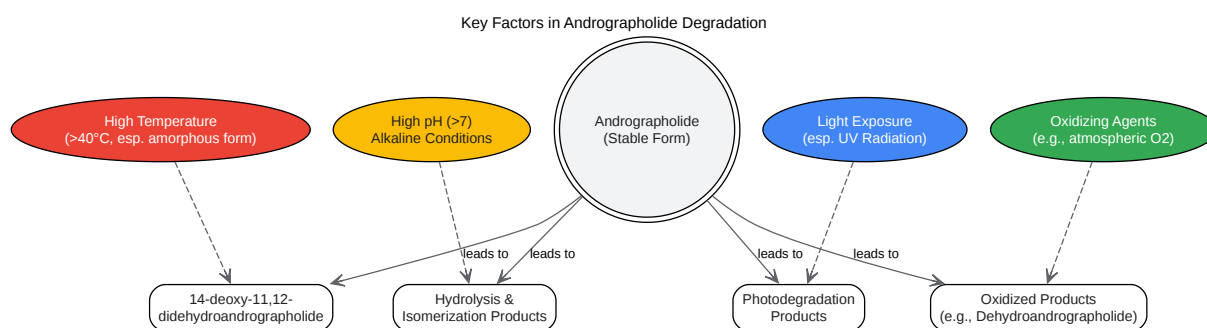 Key Factors in Andrographolide Degradation
High Temperature
(>40°C, esp. amorphous form)
High pH (>7)
Alkaline Conditions
Andrographolide
(Stable Form)
Light Exposure
(esp. UV Radiation)
Oxidizing Agents
(e.g., atmospheric O2)
leads to
leads to
leads to
leads to
14-deoxy-11,12-
didehydroandrographolide
Hydrolysis &
Isomerization Products
Photodegradation
Products
Oxidized Products
(e.g., Dehydroandrographolide)